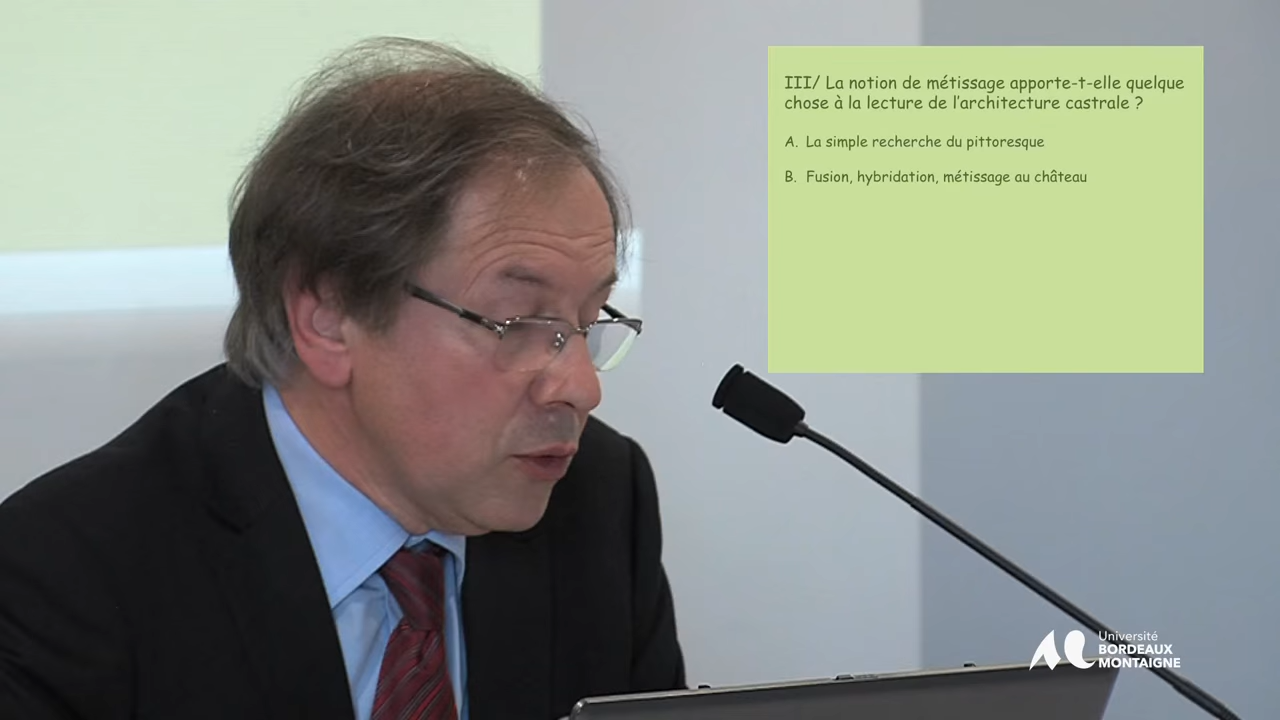 III/ La notion de métissage apporte-t-elle quelque
chose à la lecture de l'architecture castrale ?
A. La simple recherche du pittoresque
B. Fusion, hybridation, métissage au château
Université
BORDEAUX
MONTAIGNE